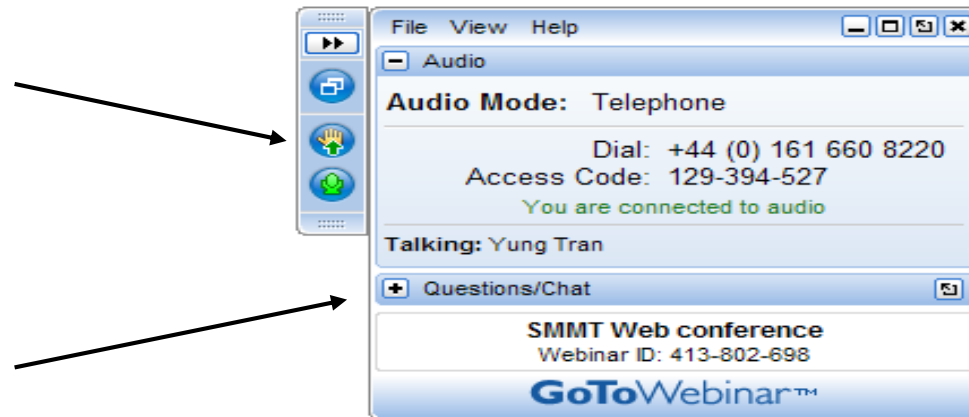 File View Help
Audio
Audio Mode: Telephone
Dial: +44 (0) 161 660 8220
Access Code: 129-394-527
You are connected to audio
Talking: Yung Tran
Questions/Chat
SMMT Web conference
Webinar ID: 413-802-698
GoToWebinar™